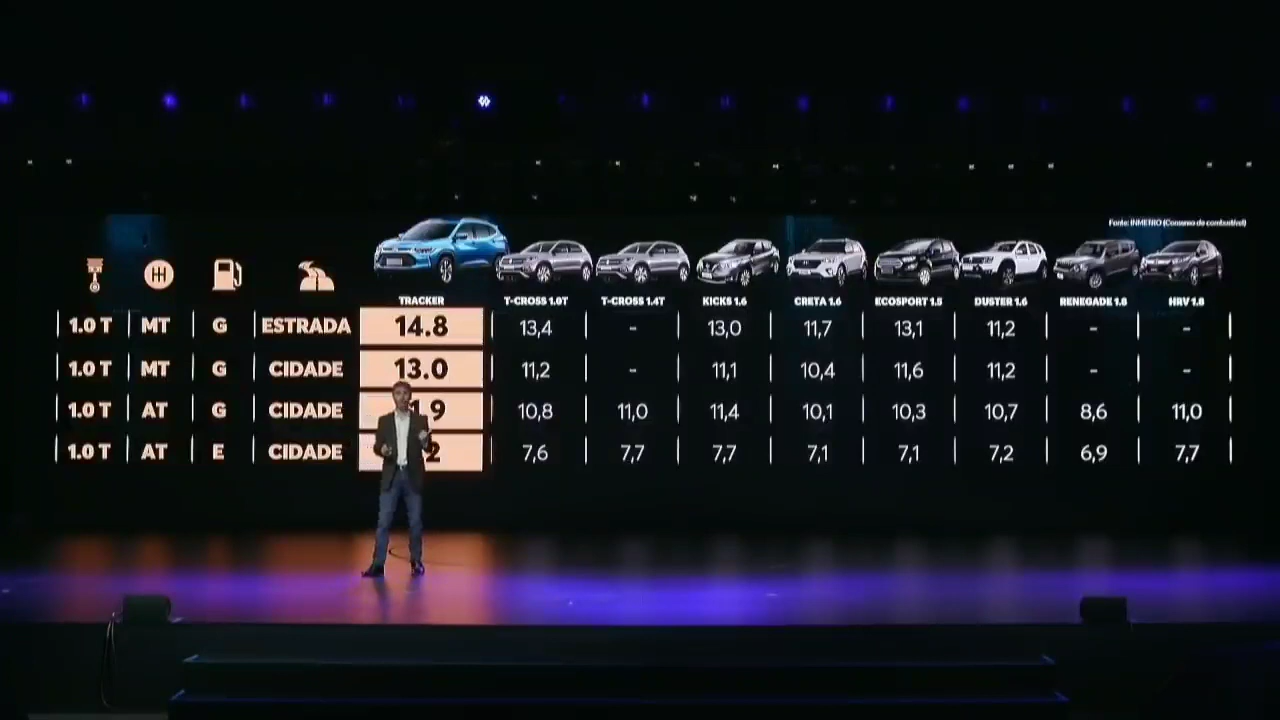 Fonte: INMETRO (Consumo de combustível)
TRACKER T-CROSS 1.0T T-CROSS 1.4T KICKS 1.6 CRETA 1.6 ECOSPORT 1.5 DUSTER 1.6 RENEGADE 1.8 HRV 1.8
1.0 T MT G ESTRADA 14.8 13,4 - 13,0 11,7 13,1 11,2 - -
1.0 T MT G CIDADE 13.0 11,2 - 11,1 10,4 11,6 11,2 - -
1.0 T AT G CIDADE 10,8 11,0 11,4 10,1 10,3 10,7 8,6 11,0
1.0 T AT E CIDADE 7,6 7,7 7,7 7,1 7,1 7,2 6,9 7,7